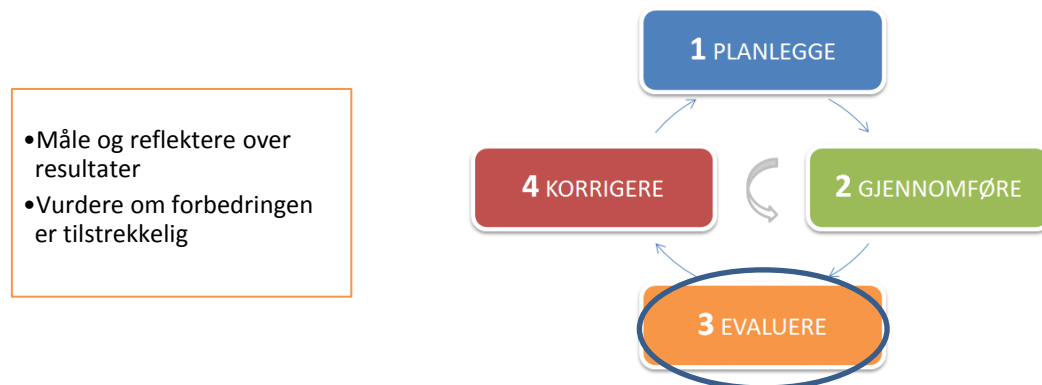 •Måle og reflektere over
resultater
•Vurdere om forbedringen
er tilstrekkelig
1 PLANLEGGE
4 KORRIGERE
2 GJENNOMFØRE
3 EVALUERE